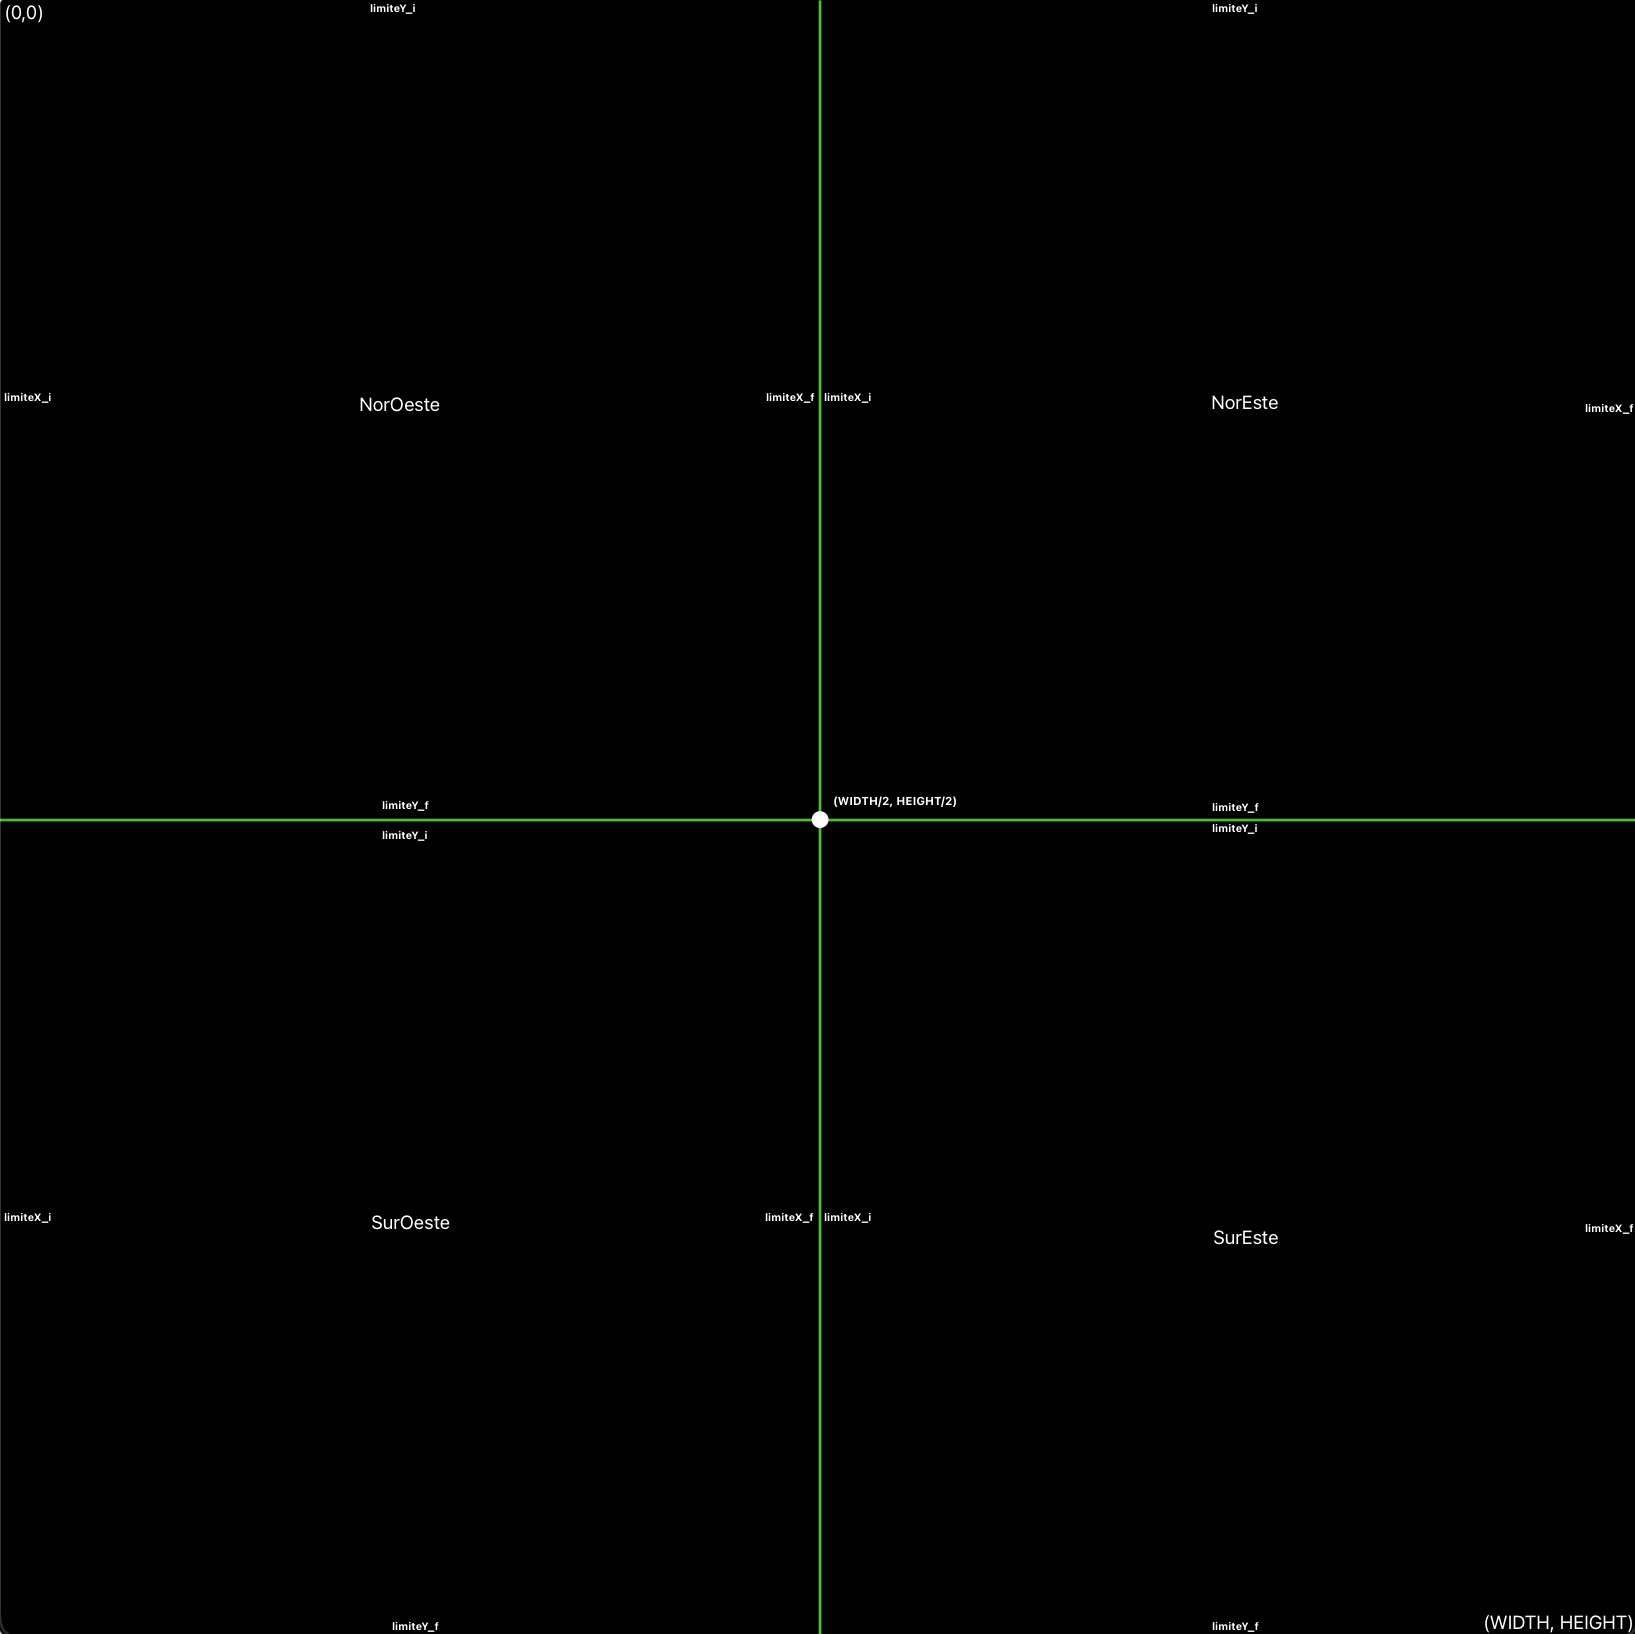 (0,0)
limiteY_i
limiteY_i
limiteX_i
NorOeste
limiteX_f
limiteX_i
NorEste
limiteX_f
limiteY_f
(WIDTH/2, HEIGHT/2)
limiteY_f
limiteY_i
limiteY_i
limiteX_i
SurOeste
limiteX_f
limiteX_i
SurEste
limiteX_f
limiteY_f
limiteY_f
(WIDTH, HEIGHT)